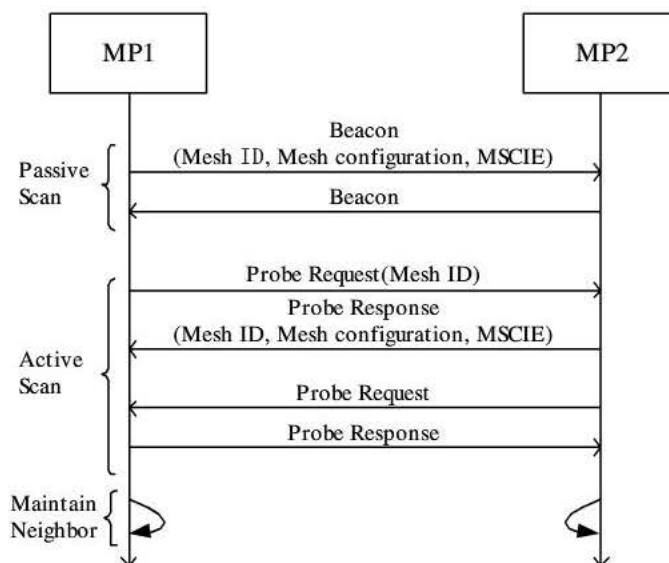 MP1
MP2
Beacon
(Mesh ID, Mesh configuration, MSCIE)
Passive
Scan
Beacon
Probe Request(Mesh ID)
Probe Response
(Mesh ID, Mesh configuration, MSCIE)
Active
Scan
Probe Request
Probe Response
Maintain
Neighbor